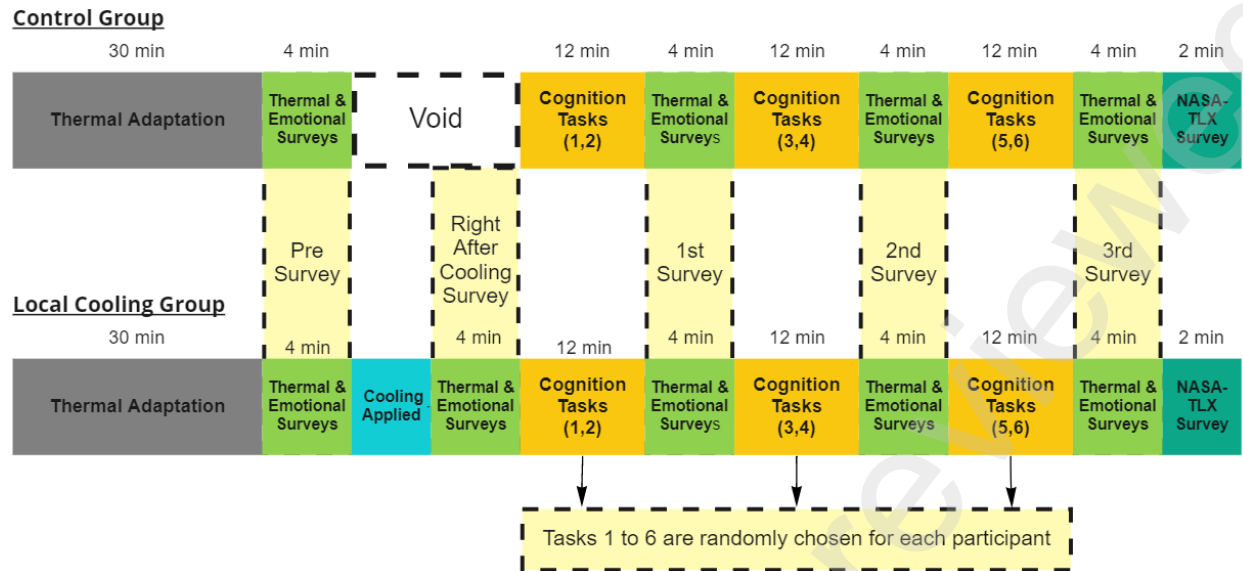 Control Group
30 min 4 min 12 min 4 min 12 min 4 min 12 min 4 min 2 min
Thermal Adaptation
Thermal &
Emotional
Surveys
Void
Cognition
Tasks
(1,2)
Thermal &
Emotional
Surveys
Cognition
Tasks
(3,4)
Thermal &
Emotional
Surveys
Cognition
Tasks
(5,6)
Thermal &
Emotional
Surveys
NASA-
TLX
Survey
Pre
Survey
Right
After
Cooling
Survey
1st
Survey
2nd
Survey
3rd
Survey
Local Cooling Group
30 min 4 min 4 min 12 min 4 min 12 min 4 min 12 min 4 min 2 min
Thermal Adaptation
Thermal &
Emotional
Surveys
Cooling
Applied
Thermal &
Emotional
Surveys
Cognition
Tasks
(1,2)
Thermal &
Emotional
Surveys
Cognition
Tasks
(3,4)
Thermal &
Emotional
Surveys
Cognition
Tasks
(5,6)
Thermal &
Emotional
Surveys
NASA-
TLX
Survey
Tasks 1 to 6 are randomly chosen for each participant